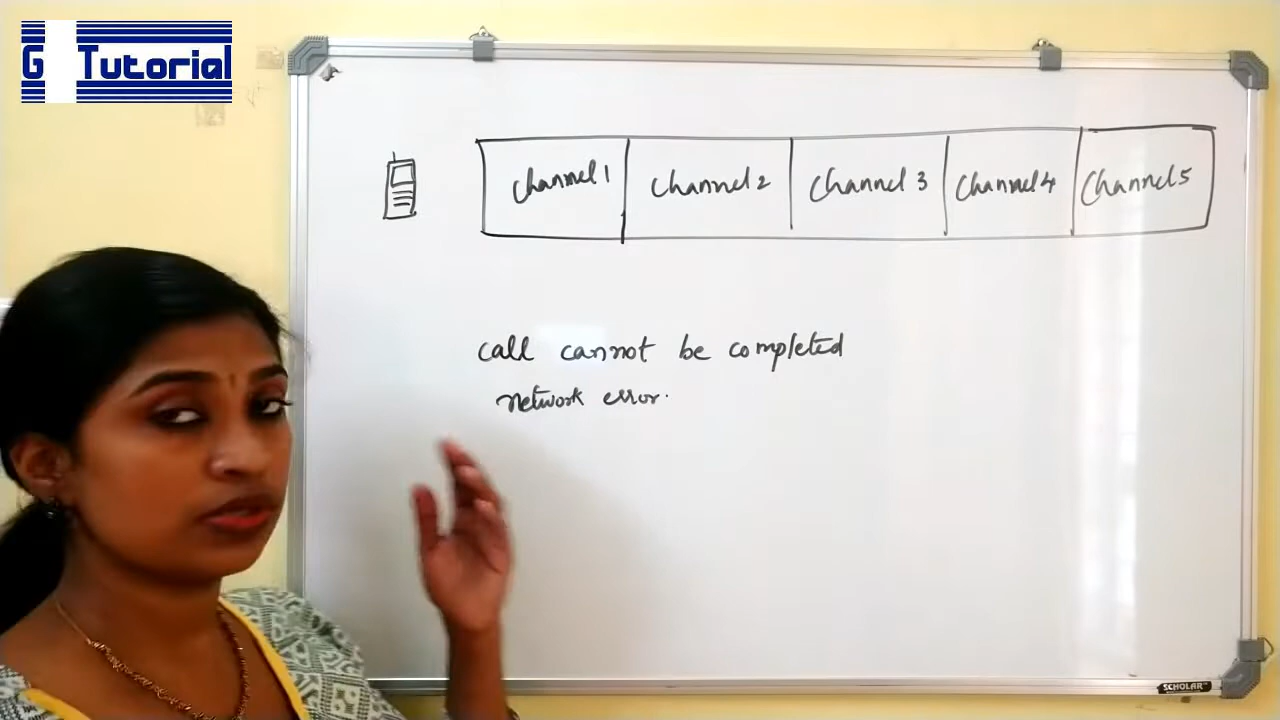 G Tutorial
Channel 1 Channel 2 Channel 3 Channel 4 Channel 5
call cannot be completed
network error.
SCHOLAR